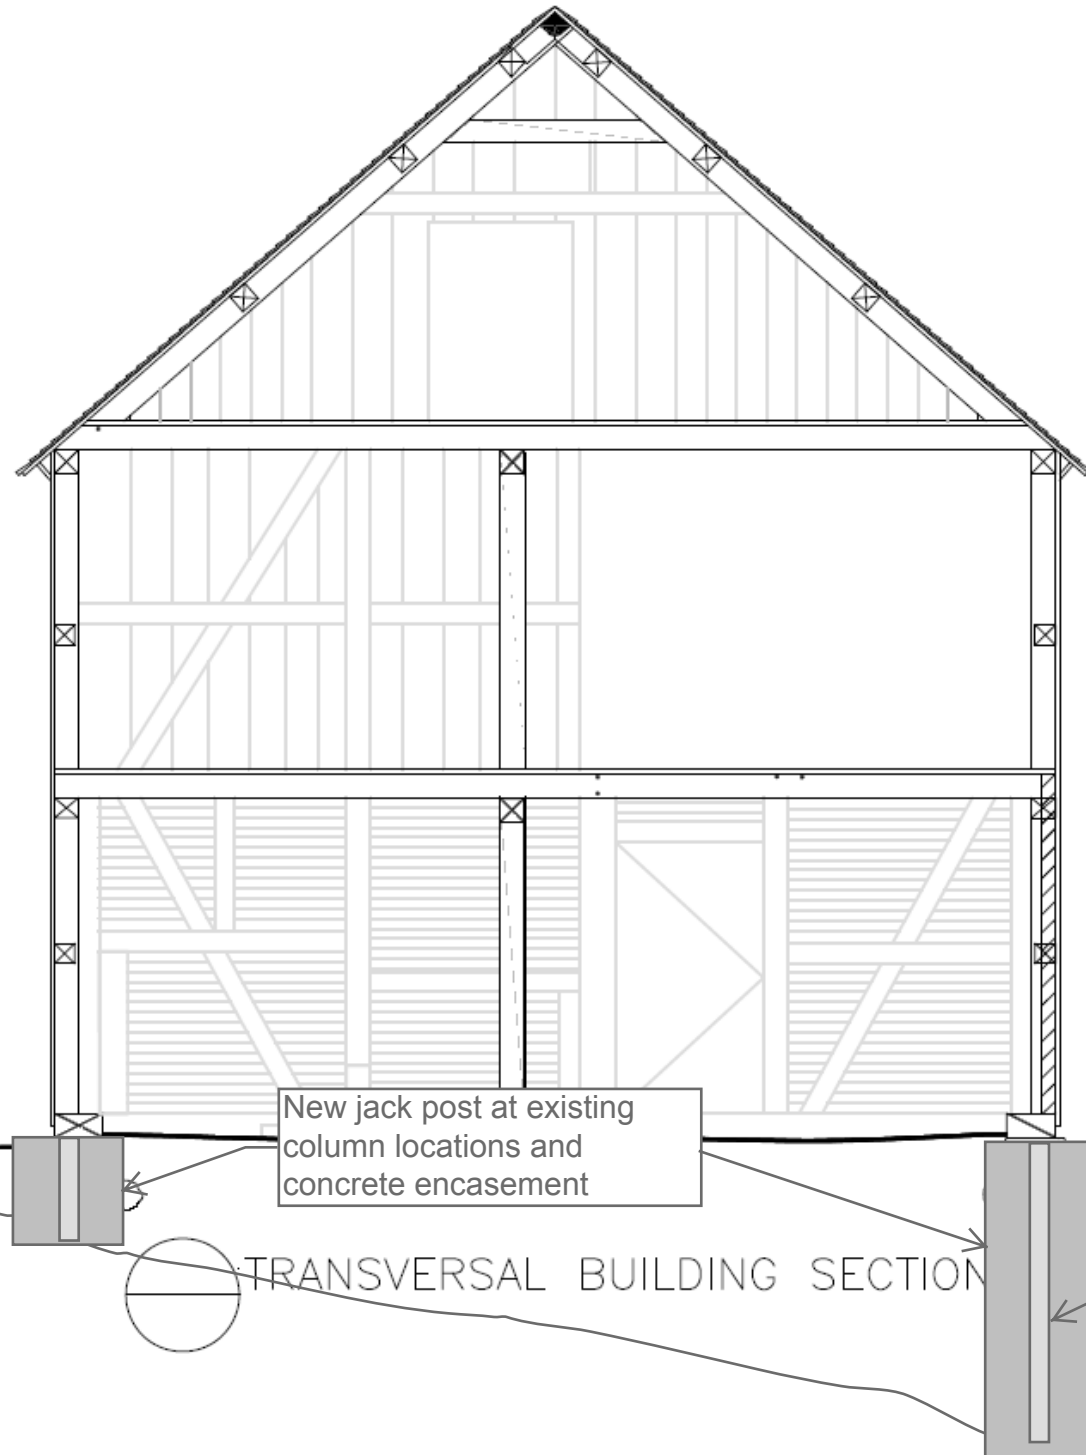 New jack post at existing
column locations and
concrete encasement
TRANSVERSAL BUILDING SECTION